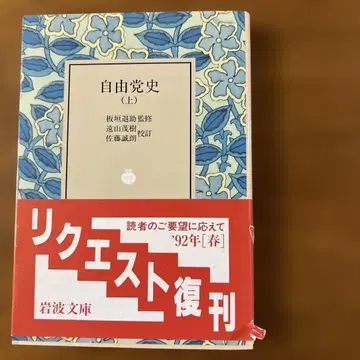 自由党史
(上)
板垣退助監修
遠山茂樹
佐藤誠朗
校訂
読者のご要望に応えて
'92年[春]
リクエスト復刊
岩波文庫